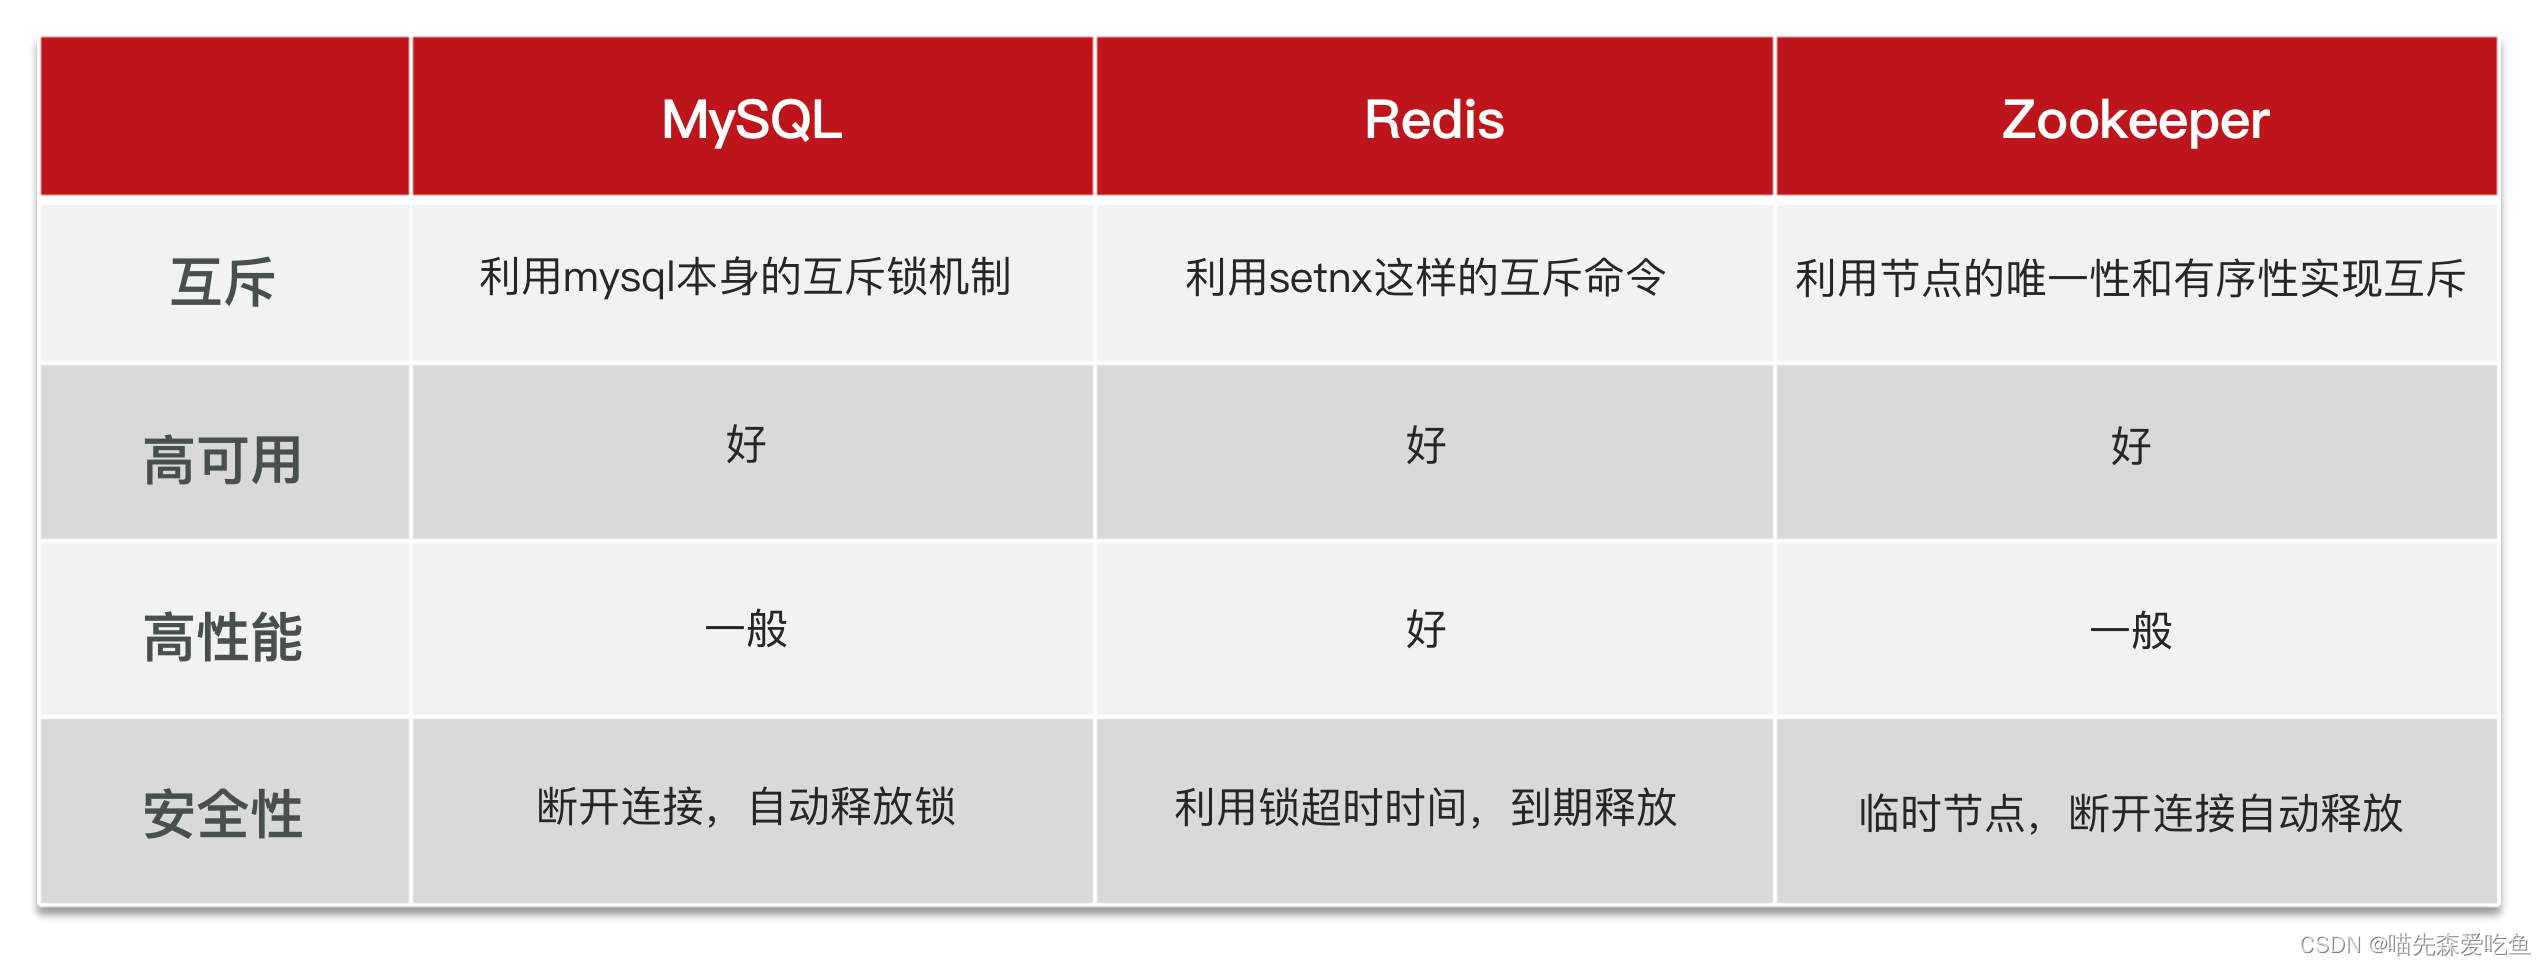 MySQL Redis Zookeeper
互斥 利用mysql本身的互斥锁机制 利用setnx这样的互斥命令 利用节点的唯一性和有序性实现互斥
高可用 好 好 好
高性能 一般 好 一般
安全性 断开连接，自动释放锁 利用锁超时时间，到期释放 临时节点，断开连接自动释放
CSDN @喵先森爱吃鱼